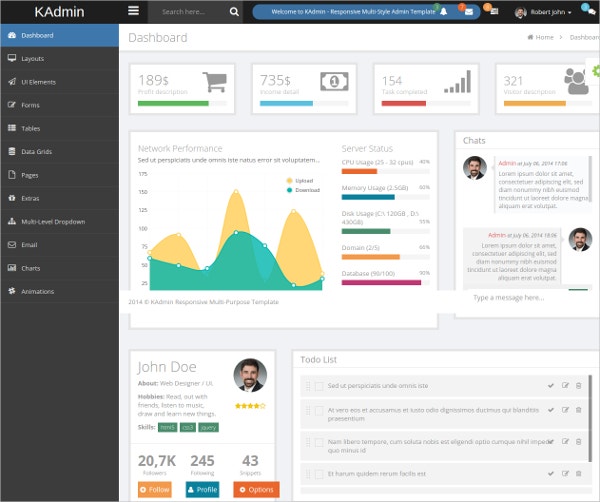 KAdmin
Search here...
Welcome to KAdmin - Responsive Multi-Style Admin Template
Robert John
Dashboard
Layouts
UI Elements
Forms
Tables
Data Grids
Pages
Extras
Multi-Level Dropdown
Email
Charts
Animations
Dashboard
Home
Dashboard
189$
Profit description
735$
Income detail
154
Task completed
321
Visitor description
Network Performance
Sed ut perspiciatis unde omnis iste natus error sit voluptatem...
175
150
125
100
75
50
25
Upload
Download
Server Status
CPU Usage (25 - 32 cpus)
Memory Usage (2.5GB)
60%
Disk Usage (C:\ 120GB , D:\
430GB)
55%
Domain (2/5)
66%
Database (90/100)
90%
Chats
Admin at July 06, 2014 17:06
Lorem ipsum dolor sit
amet, consectetuer
adipiscing elit, sed diam
nonummy nibh euismod
tincidunt ut laoreet
dolore magna aliquam
erat volutpat.
Admin at July 06, 2014 18:06
Lorem ipsum dolor sit
amet, consectetuer
adipiscing elit, sed diam
nonummy nibh euismod
tincidunt ut laoreet
dolore magna aliquam
erat volutpat.
Type a message here...
2014 © KAdmin Responsive Multi-Purpose Template
John Doe
About: Web Designer / UI.
Hobbies: Read, out with
friends, listen to music,
draw and learn new things.
Skills: html5 css3 jquery
20,7K
Followers
245
Following
43
Snippets
Follow
Profile
Options
Todo List
Sed ut perspiciatis unde omnis iste
At vero eos et accusamus et iusto odio dignissimos ducimus qui blanditiis
praesentium
Nam libero tempore, cum soluta nobis est eligendi optio cumque nihil impedit
quo minus id
Et harum quidem rerum facilis est